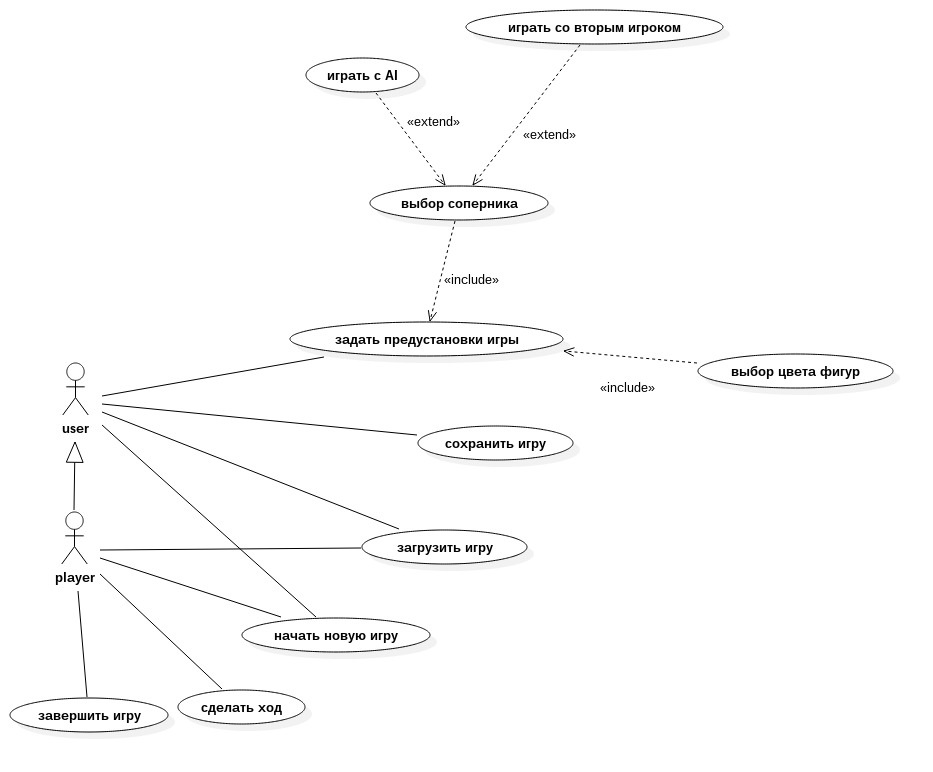 играть со вторым игроком
играть с AI
«extend»
«extend»
выбор соперника
«include»
задать предустановки игры
выбор цвета фигур
«include»
user
сохранить игру
загрузить игру
player
начать новую игру
сделать ход
завершить игру